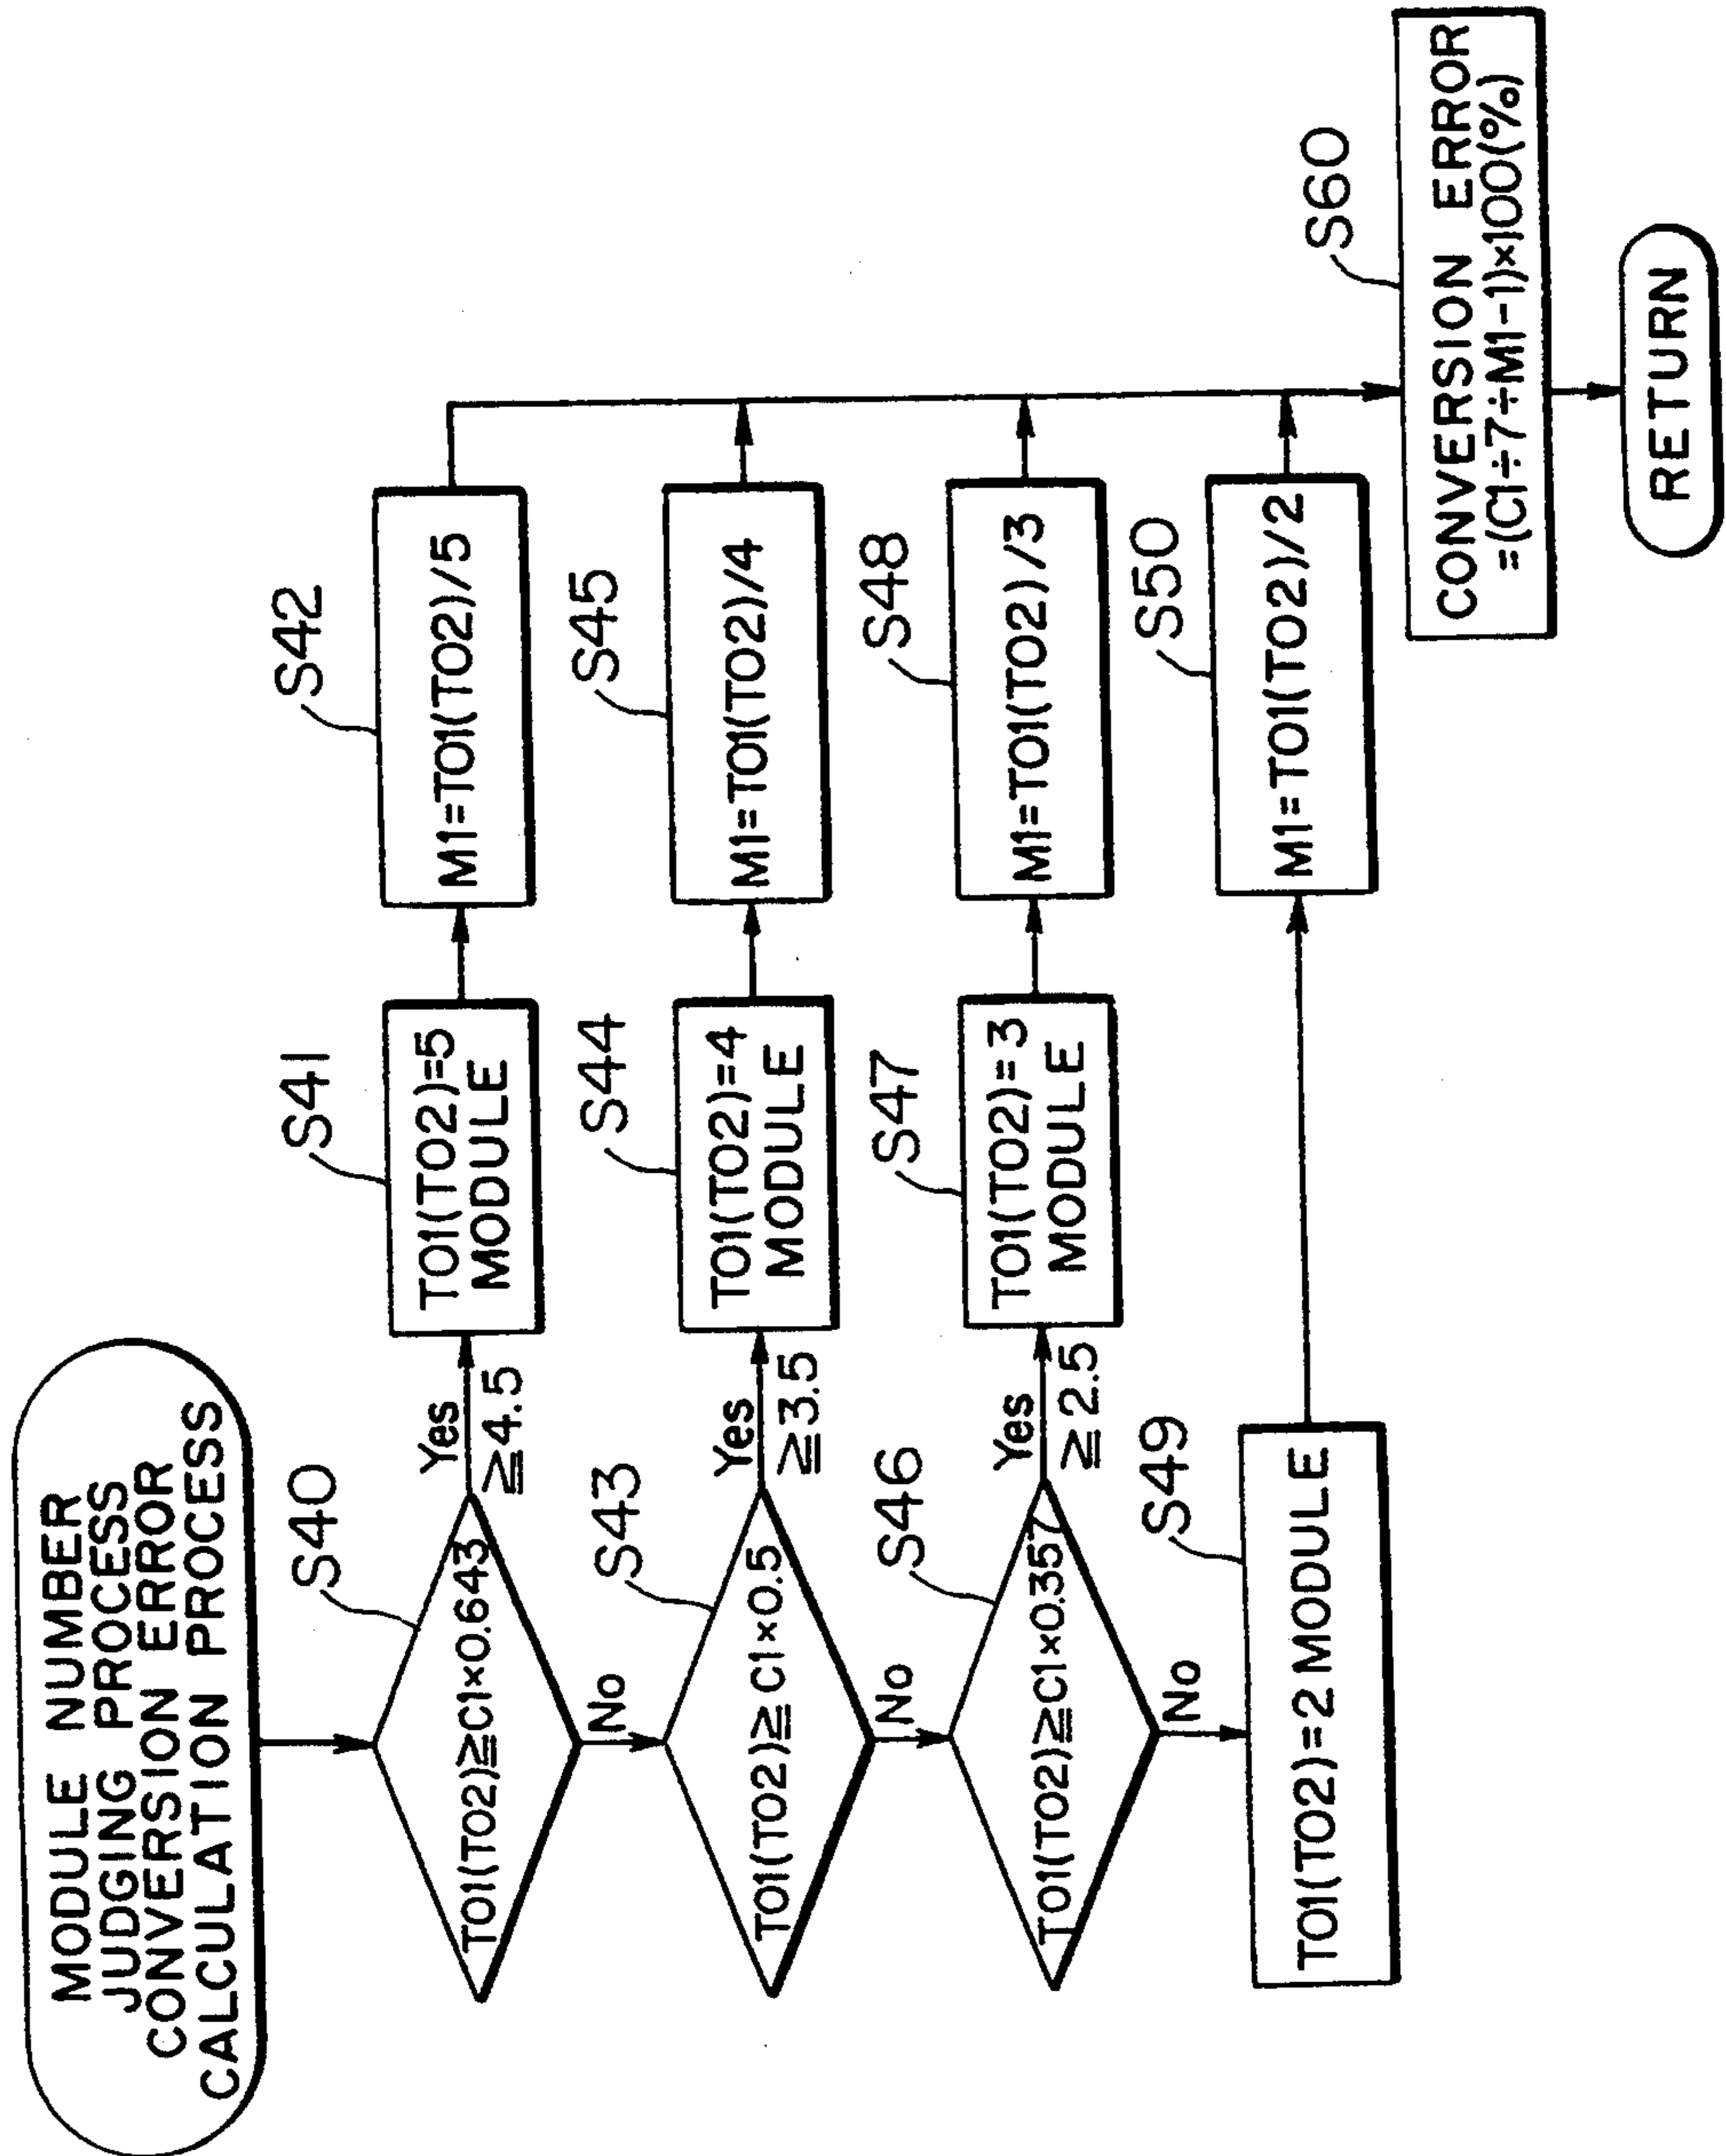 MODULE NUMBER
JUDGING PROCESS
CONVERSION ERROR
CALCULATION PROCESS
S40
TO1(TO2)≧C1×0.643
Yes
≧4.5
No
S41
TO1(TO2)=5
MODULE
S42
M1=TO1(TO2)/5
S43
TO1(TO2)≧C1×0.5
Yes
≧3.5
No
S44
TO1(TO2)=4
MODULE
S45
M1=TO1(TO2)/4
S46
TO1(TO2)≧C1×0.357
Yes
≧2.5
No
S47
TO1(TO2)=3
MODULE
S48
M1=TO1(TO2)/3
S49
TO1(TO2)=2 MODULE
S50
M1=TO1(TO2)/2
S60
CONVERSION ERROR
=(C1÷7÷M1-1)×100(%)
RETURN